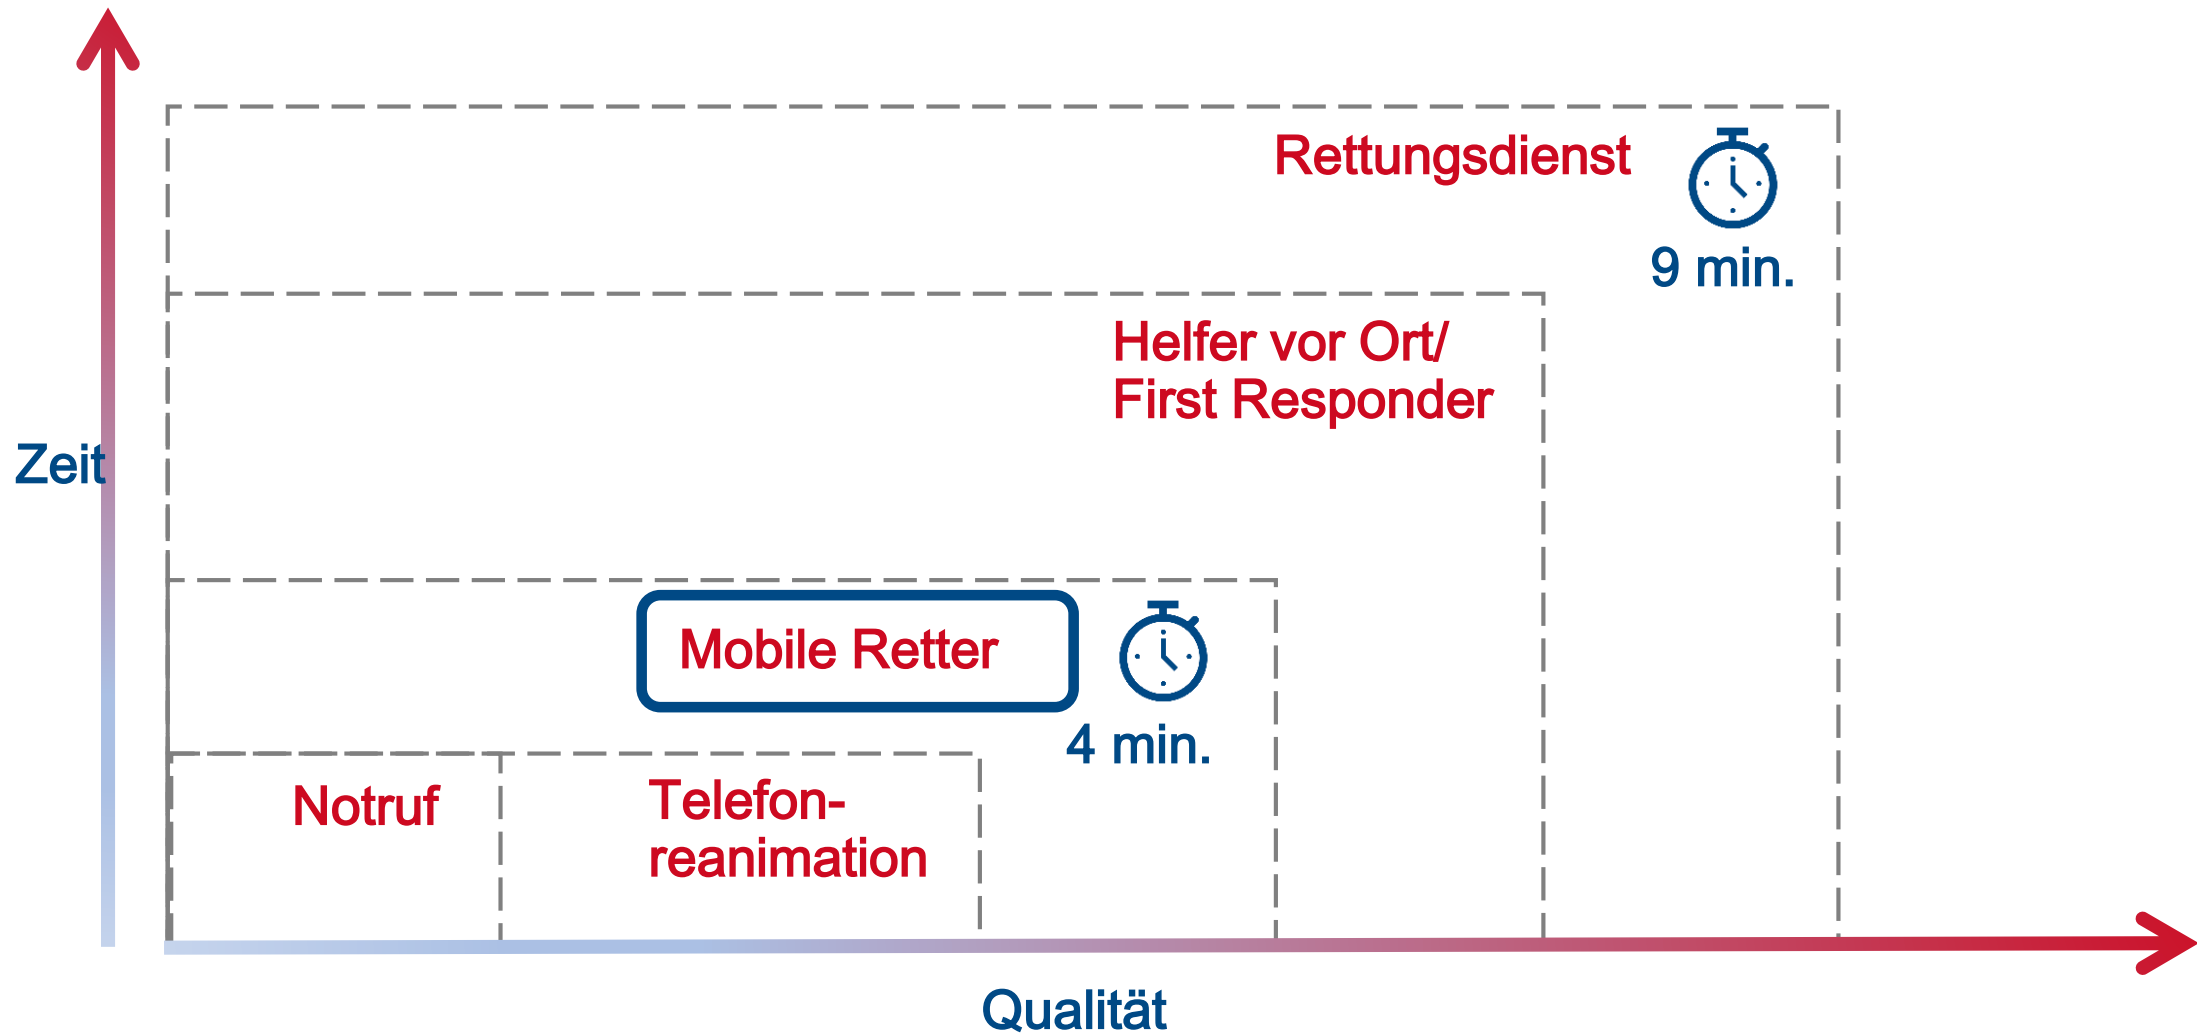 Rettungsdienst
9 min.
Helfer vor Ort/
First Responder
Zeit
Mobile Retter
4 min.
Notruf
Telefon-
reanimation
Qualität